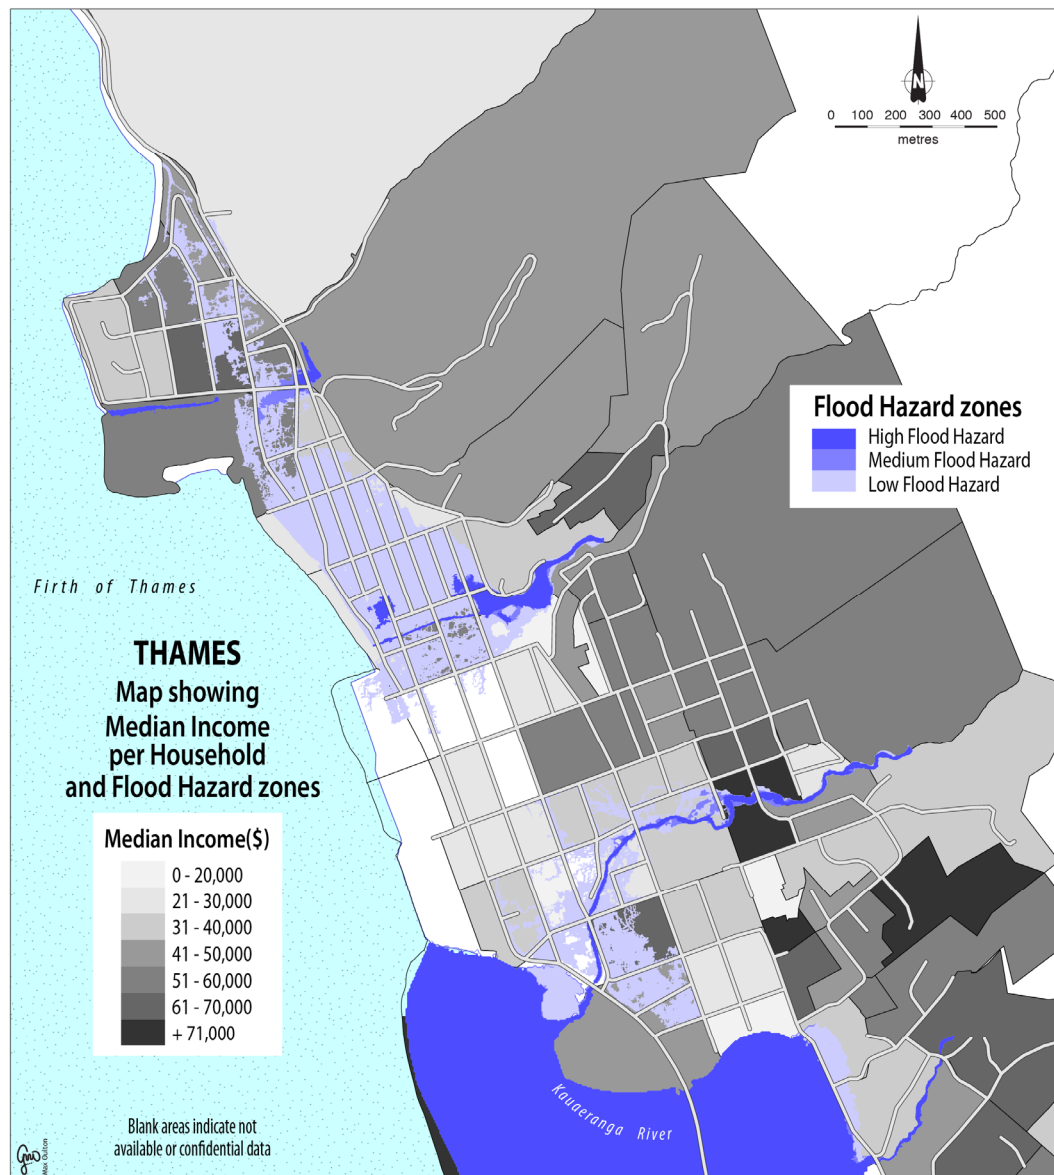 N
0 100 200 300 400 500
metres
Flood Hazard zones
High Flood Hazard
Medium Flood Hazard
Low Flood Hazard
Firth of Thames
THAMES
Map showing
Median Income
per Household
and Flood Hazard zones
Median Income($)
0 - 20,000
21 - 30,000
31 - 40,000
41 - 50,000
51 - 60,000
61 - 70,000
+ 71,000
Kauaeranga River
Blank areas indicate not
available or confidential data
Max Oulton